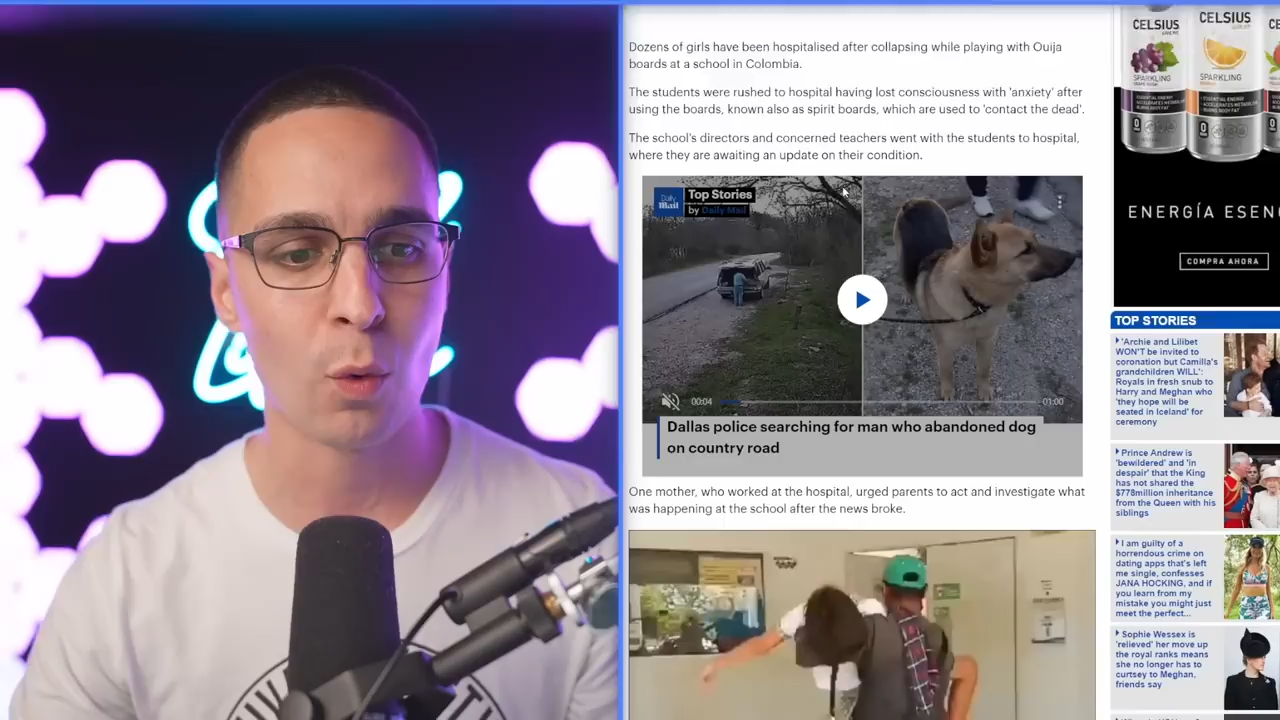 Dozens of girls have been hospitalised after collapsing while playing with Ouija
boards at a school in Colombia.
The students were rushed to hospital having lost consciousness with 'anxiety' after
using the boards, known also as spirit boards, which are used to 'contact the dead'.
The school's directors and concerned teachers went with the students to hospital,
where they are awaiting an update on their condition.
Daily
Mail
Top Stories
by Daily Mail
00:04
01:00
Dallas police searching for man who abandoned dog
on country road
One mother, who worked at the hospital, urged parents to act and investigate what
was happening at the school after the news broke.
CELSIUS
CELSIUS
CE
SPARKLING
SPARKLING
ENERGÍA ESEN
COMPRA AHORA
TOP STORIES
'Archie and Lilibet
WON'T be invited to
coronation but Camilla's
grandchildren WILL':
Royals in fresh snub to
Harry and Meghan who
'they hope will be
seated in Iceland' for
ceremony
Prince Andrew is
'bewildered' and 'in
despair' that the King
has not shared the
$778million inheritance
from the Queen with his
siblings
I am guilty of a
horrendous crime on
dating apps that's left
me single, confesses
JANA HOCKING, and if
you learn from my
mistake you might just
meet the perfect...
Sophie Wessex is
'relieved' her move up
the royal ranks means
she no longer has to
curtsey to Meghan,
friends say